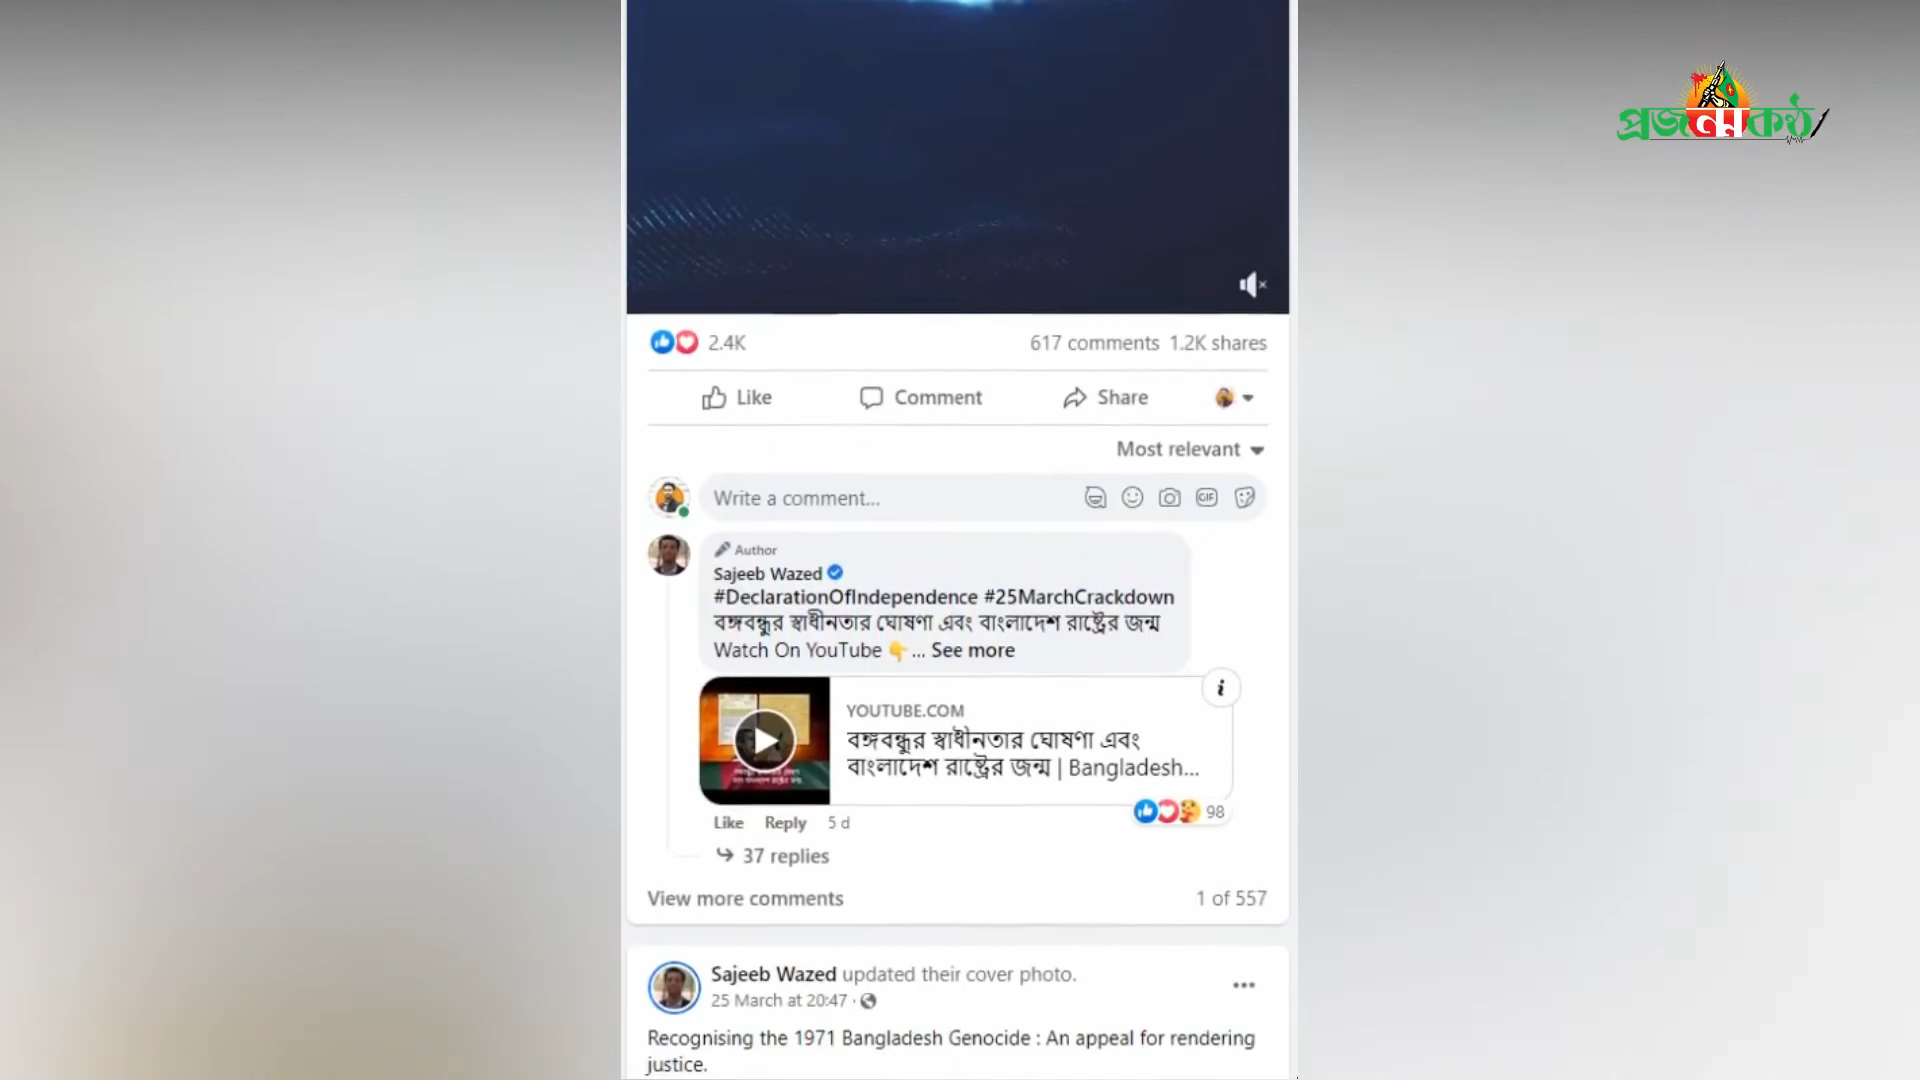 প্রজন্মকণ্ঠ
2.4K
617 comments 1.2K shares
Like
Comment
Share
Most relevant
Write a comment...
GIF
Author
Sajeeb Wazed
#DeclarationOfIndependence #25MarchCrackdown
বঙ্গবন্ধুর স্বাধীনতার ঘোষণা এবং বাংলাদেশ রাষ্ট্রের জন্ম
Watch On YouTube 👇... See more
YOUTUBE.COM
বঙ্গবন্ধুর স্বাধীনতার ঘোষণা এবং
বাংলাদেশ রাষ্ট্রের জন্ম | Bangladesh...
98
Like Reply 5 d
37 replies
View more comments
1 of 557
Sajeeb Wazed updated their cover photo.
25 March at 20:47 ·
Recognising the 1971 Bangladesh Genocide : An appeal for rendering
justice.